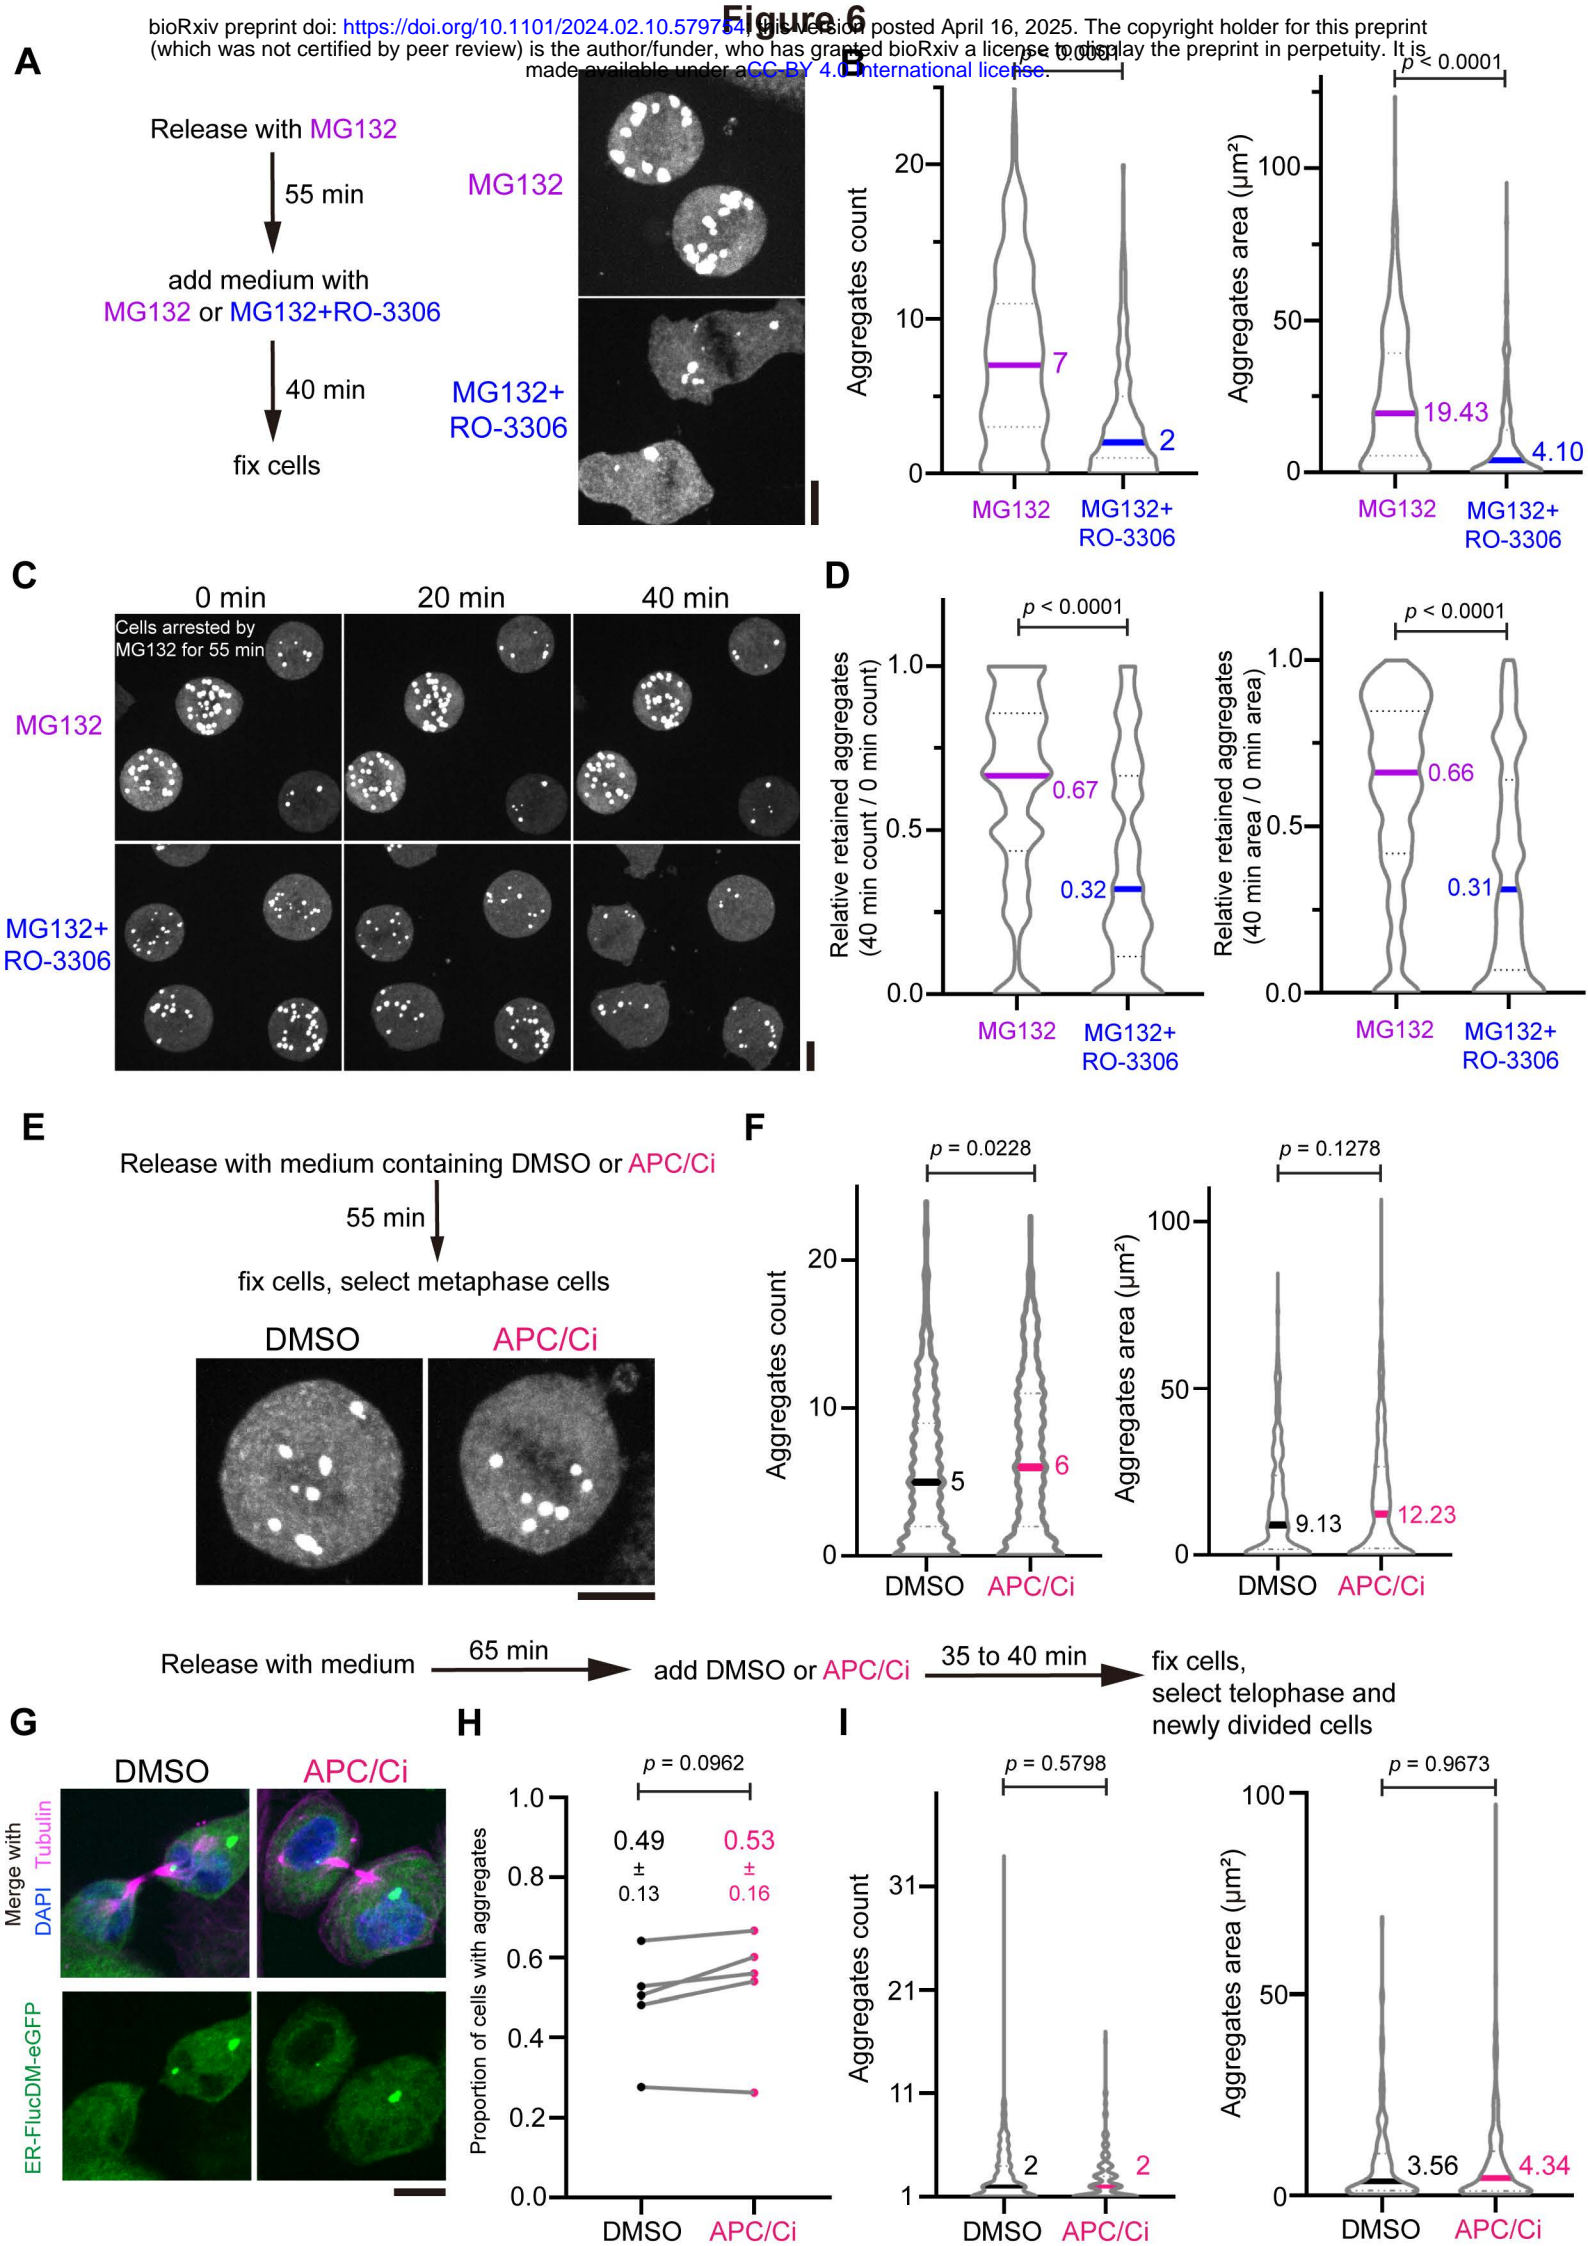 Figure 6
bioRxiv preprint doi: https://doi.org/10.1101/2024.02.10.579754; this version posted April 16, 2025. The copyright holder for this preprint
(which was not certified by peer review) is the author/funder, who has granted bioRxiv a license to display the preprint in perpetuity. It is
made available under aCC-BY 4.0 International license.
A
Release with MG132
55 min
add medium with
MG132 or MG132+RO-3306
40 min
fix cells
MG132
MG132+
RO-3306
B
p < 0.0001
Aggregates count
20
10
0
7
2
MG132
MG132+
RO-3306
p < 0.0001
Aggregates area (µm²)
100
50
0
19.43
4.10
MG132
MG132+
RO-3306
C
0 min
20 min
40 min
Cells arrested by
MG132 for 55 min
MG132
MG132+
RO-3306
D
p < 0.0001
Relative retained aggregates
(40 min count / 0 min count)
1.0
0.5
0.0
0.67
0.32
MG132
MG132+
RO-3306
p < 0.0001
Relative retained aggregates
(40 min area / 0 min area)
1.0
0.5
0.0
0.66
0.31
MG132
MG132+
RO-3306
E
Release with medium containing DMSO or APC/Ci
55 min
fix cells, select metaphase cells
DMSO
APC/Ci
F
p = 0.0228
Aggregates count
20
10
0
5
6
DMSO
APC/Ci
p = 0.1278
Aggregates area (µm²)
100
50
0
9.13
12.23
DMSO
APC/Ci
Release with medium
65 min
add DMSO or APC/Ci
35 to 40 min
fix cells,
select telophase and
newly divided cells
G
DMSO
APC/Ci
Merge with
DAPI Tubulin
ER-FlucDM-eGFP
H
p = 0.0962
Proportion of cells with aggregates
1.0
0.8
0.6
0.4
0.2
0.0
0.49
±
0.13
0.53
±
0.16
DMSO
APC/Ci
I
p = 0.5798
Aggregates count
31
21
11
1
2
2
DMSO
APC/Ci
p = 0.9673
Aggregates area (µm²)
100
50
0
3.56
4.34
DMSO
APC/Ci